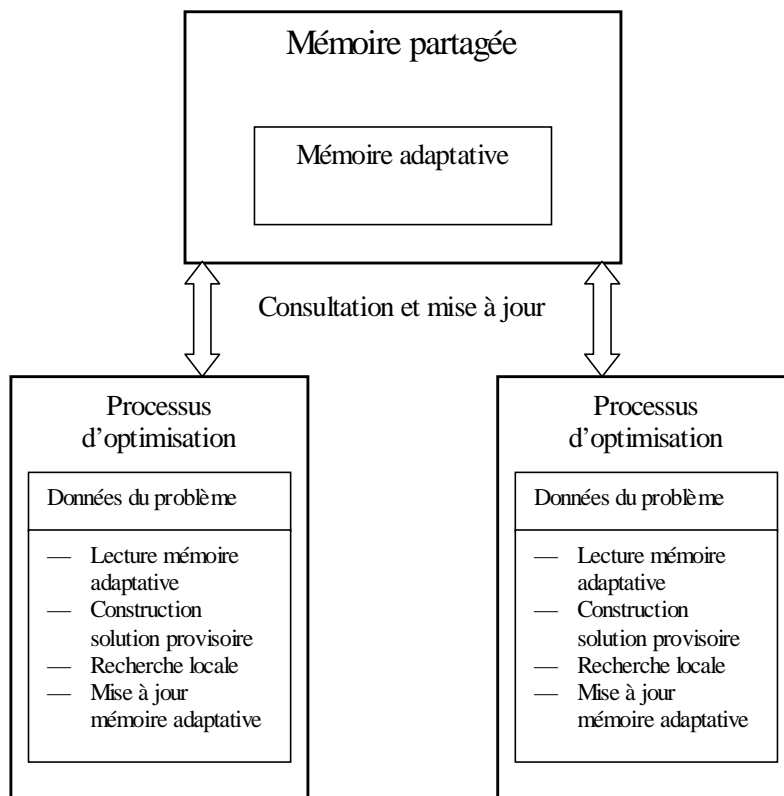 Mémoire partagée
Mémoire adaptative
Consultation et mise à jour
Processus
d’optimisation
Données du problème
— Lecture mémoire
adaptative
— Construction
solution provisoire
— Recherche locale
— Mise à jour
mémoire adaptative
Processus
d’optimisation
Données du problème
— Lecture mémoire
adaptative
— Construction
solution provisoire
— Recherche locale
— Mise à jour
mémoire adaptative